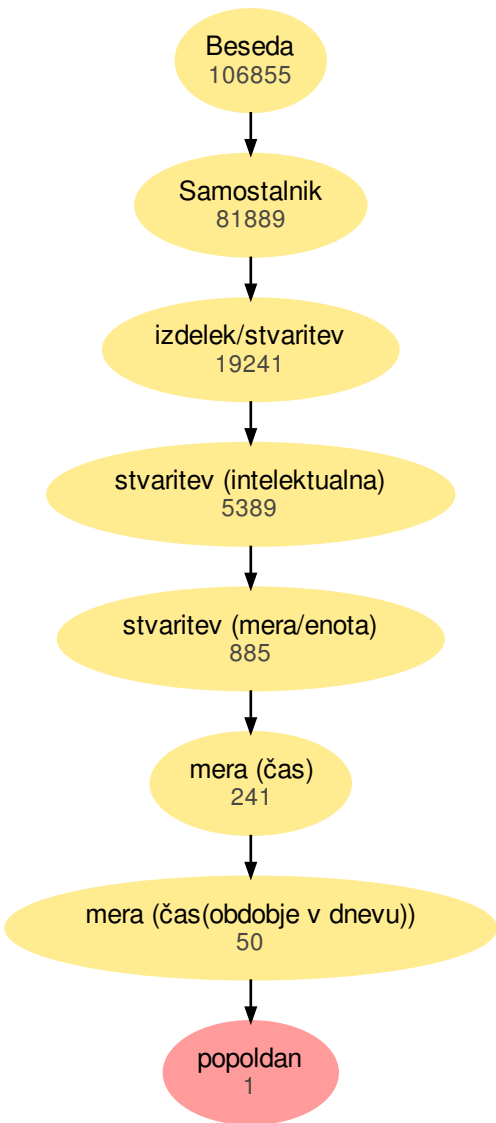 Beseda
106855
Samostalnik
81889
izdelek/stvaritev
19241
stvaritev (intelektualna)
5389
stvaritev (mera/enota)
885
mera (čas)
241
mera (čas(obdobje v dnevu))
50
popoldan
1